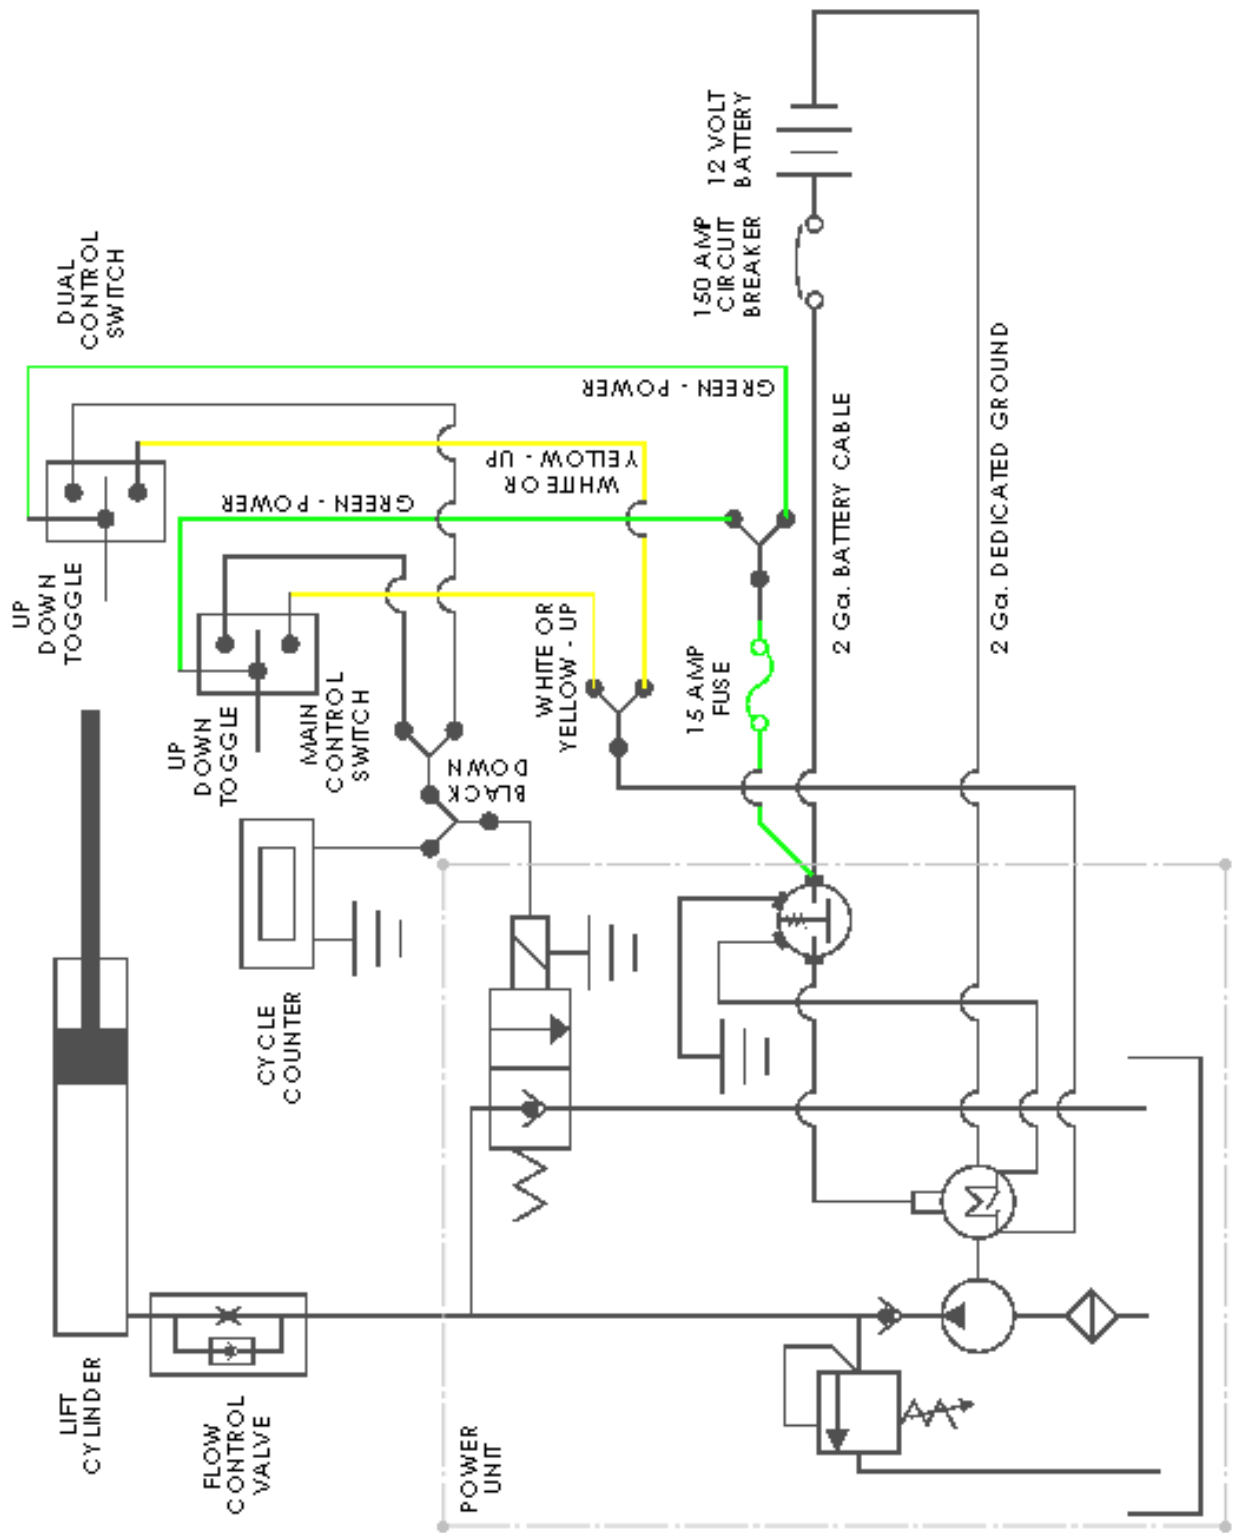 DUAL
CONTROL
SWITCH
12 VOLT
BATTERY
150 AMP
CIRCUIT
BREAKER
GREEN - POWER
WHITE OR
YELLOW - UP
GREEN - POWER
2 Ga. BATTERY CABLE
2 Ga. DEDICATED GROUND
UP
DOWN
TOGGLE
UP
DOWN
TOGGLE
MAIN
CONTROL
SWITCH
WHITE OR
YELLOW - UP
15 AMP
FUSE
BLACK
DOWN
CYCLE
COUNTER
M
LIFT
CYLINDER
FLOW
CONTROL
VALVE
POWER
UNIT